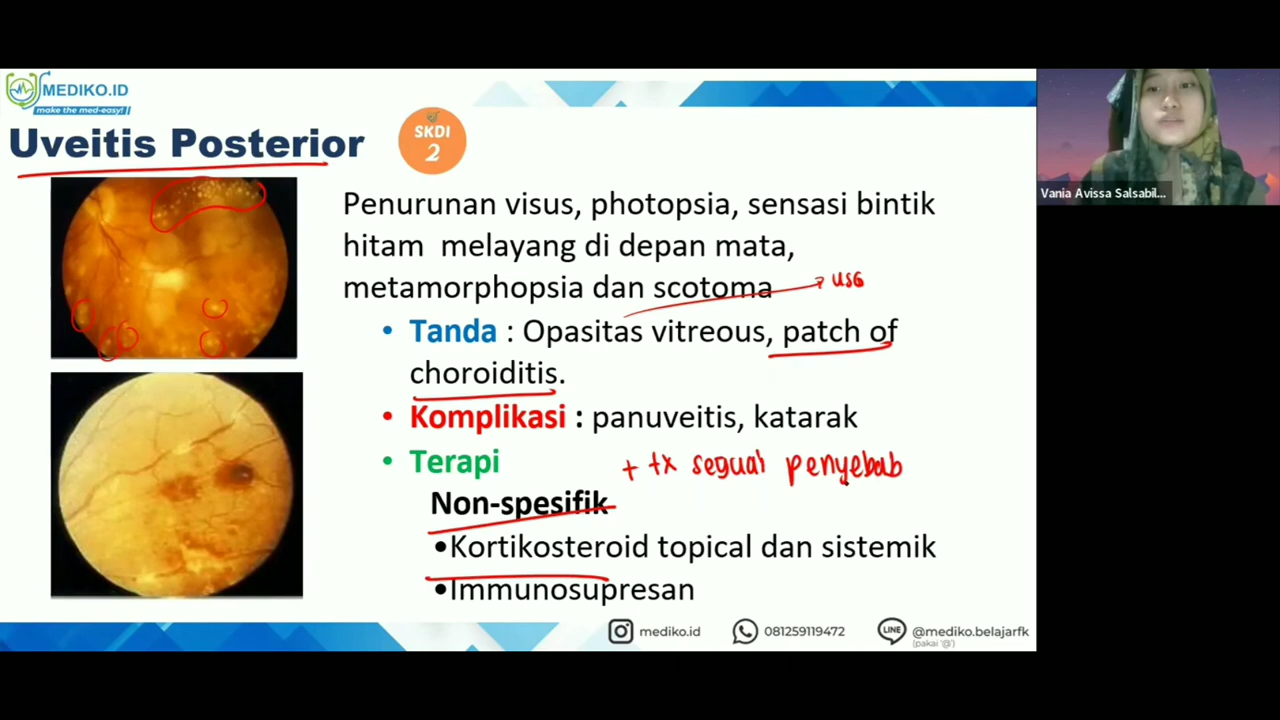 MEDIKO.ID
make the med-easy!
Uveitis Posterior
SKDI
2
Penurunan visus, photopsia, sensasi bintik
hitam melayang di depan mata,
metamorphopsia dan scotoma
USG
• Tanda : Opasitas vitreous, patch of
choroiditis.
• Komplikasi : panuveitis, katarak
• Terapi
+ tx sesuai penyebab
Non-spesifik
•Kortikosteroid topical dan sistemik
•Immunosupresan
mediko.id
081259119472
LINE
@mediko.belajarfk
(pakai '@')
Vania Avissa Salsabil...